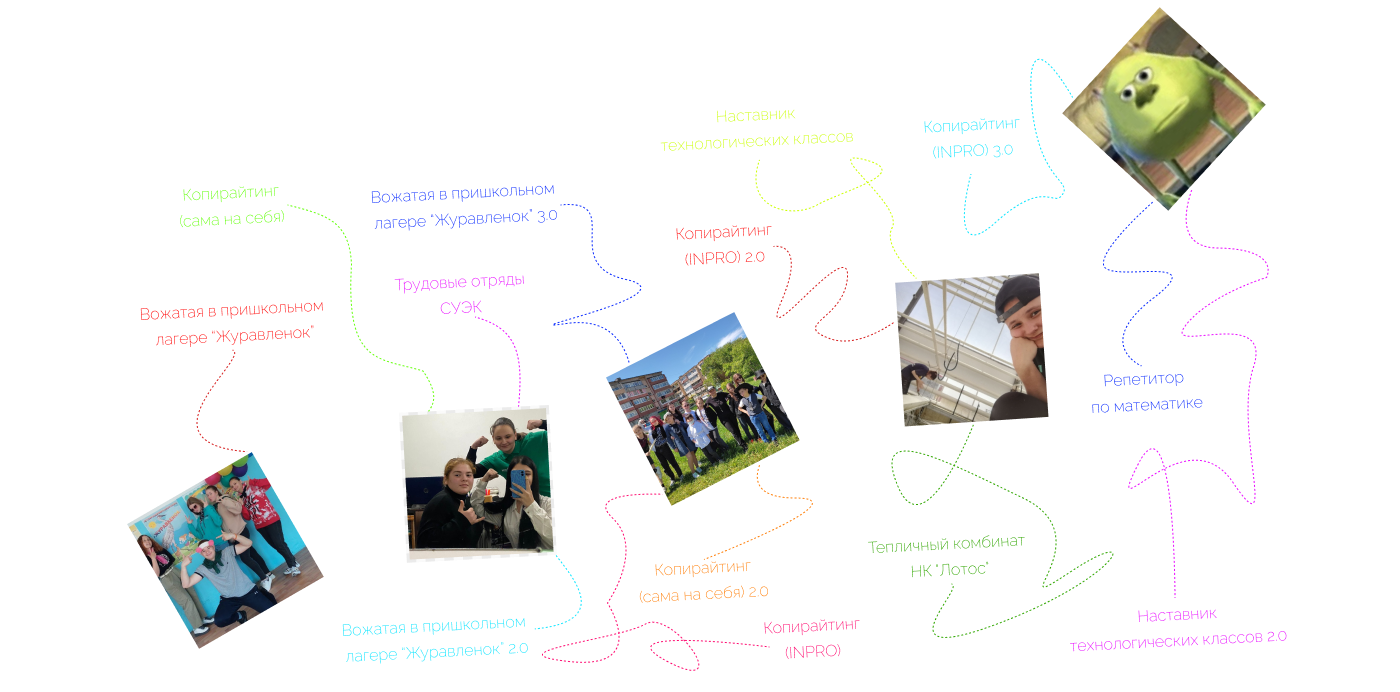 Наставник
технологических классов
Копирайтинг
(INPRO) 3.0
Копирайтинг
(сама на себя)
Вожатая в пришкольном
лагере “Журавленок” 3.0
Копирайтинг
(INPRO) 2.0
Трудовые отряды
СУЭК
Вожатая в пришкольном
лагере “Журавленок”
Репетитор
по математике
Тепличный комбинат
НК “Лотос”
Копирайтинг
(сама на себя) 2.0
Вожатая в пришкольном
лагере “Журавленок” 2.0
Копирайтинг
(INPRO)
Наставник
технологических классов 2.0